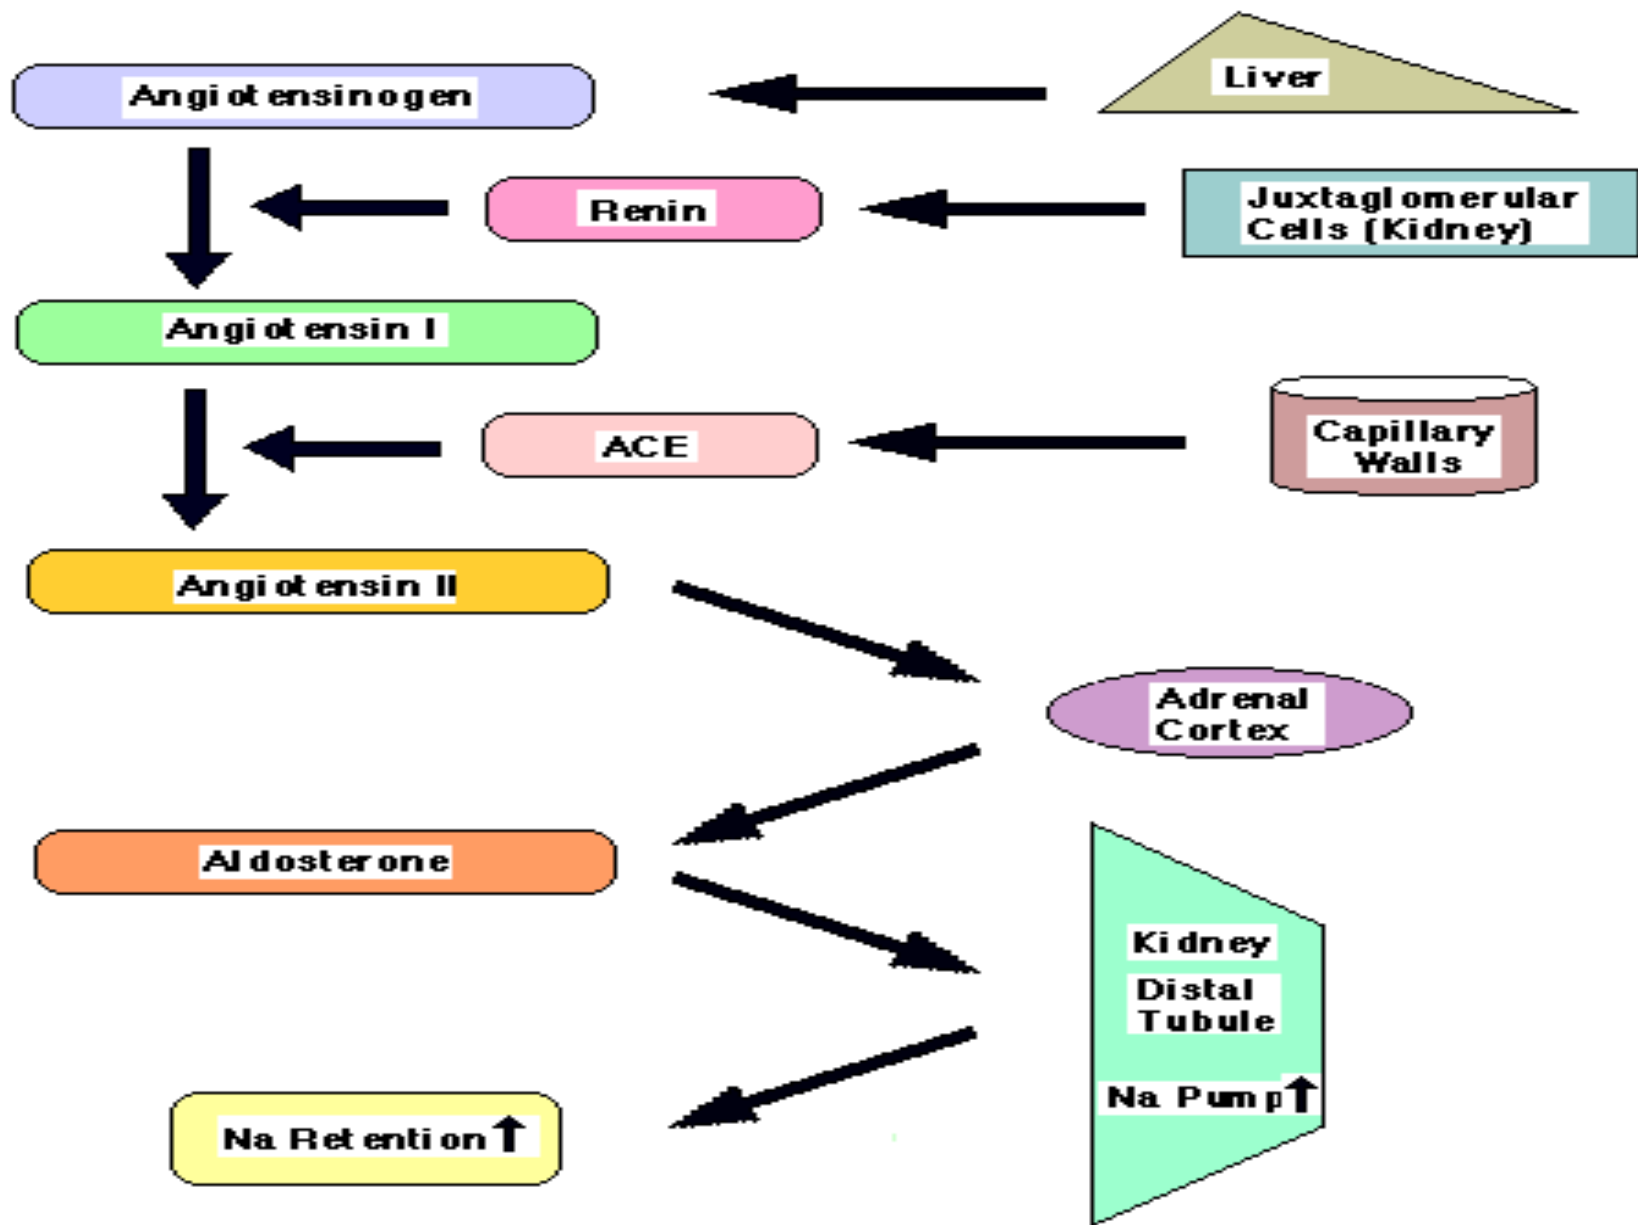 Angiotensinogen
Liver
Renin
Juxtaglomerular
Cells (Kidney)
Angiotensin I
ACE
Capillary
Walls
Angiotensin II
Adrenal
Cortex
Aldosterone
Kidney
Distal
Tubule
Na Pump↑
Na Retention↑